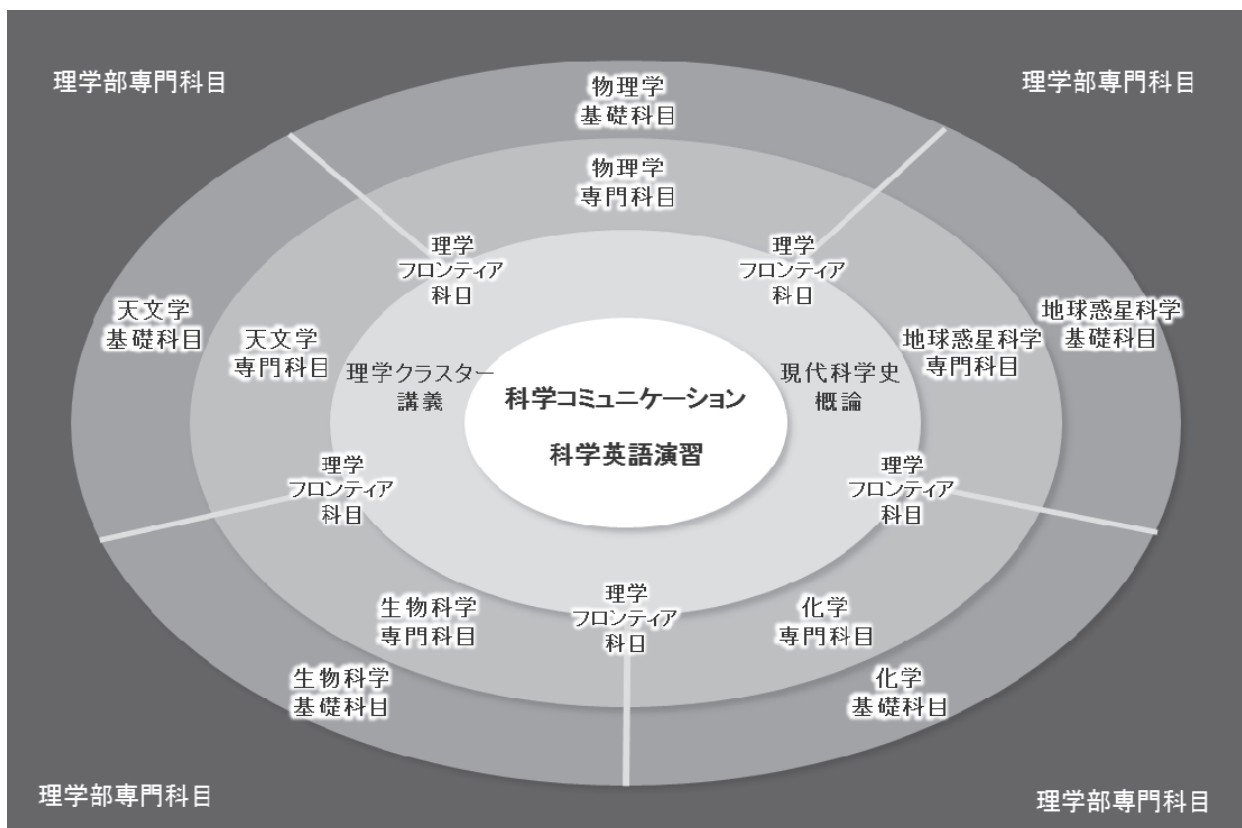 理学部専門科目
理学部専門科目
物理学
基礎科目
物理学
専門科目
理学
フロンティア
科目
理学
フロンティア
科目
天文学
基礎科目
天文学
専門科目
理学クラスター
講義
科学コミュニケーション
科学英語演習
現代科学史
概論
地球惑星科学
専門科目
地球惑星科学
基礎科目
理学
フロンティア
科目
理学
フロンティア
科目
生物科学
専門科目
理学
フロンティア
科目
化学
専門科目
生物科学
基礎科目
化学
基礎科目
理学部専門科目
理学部専門科目